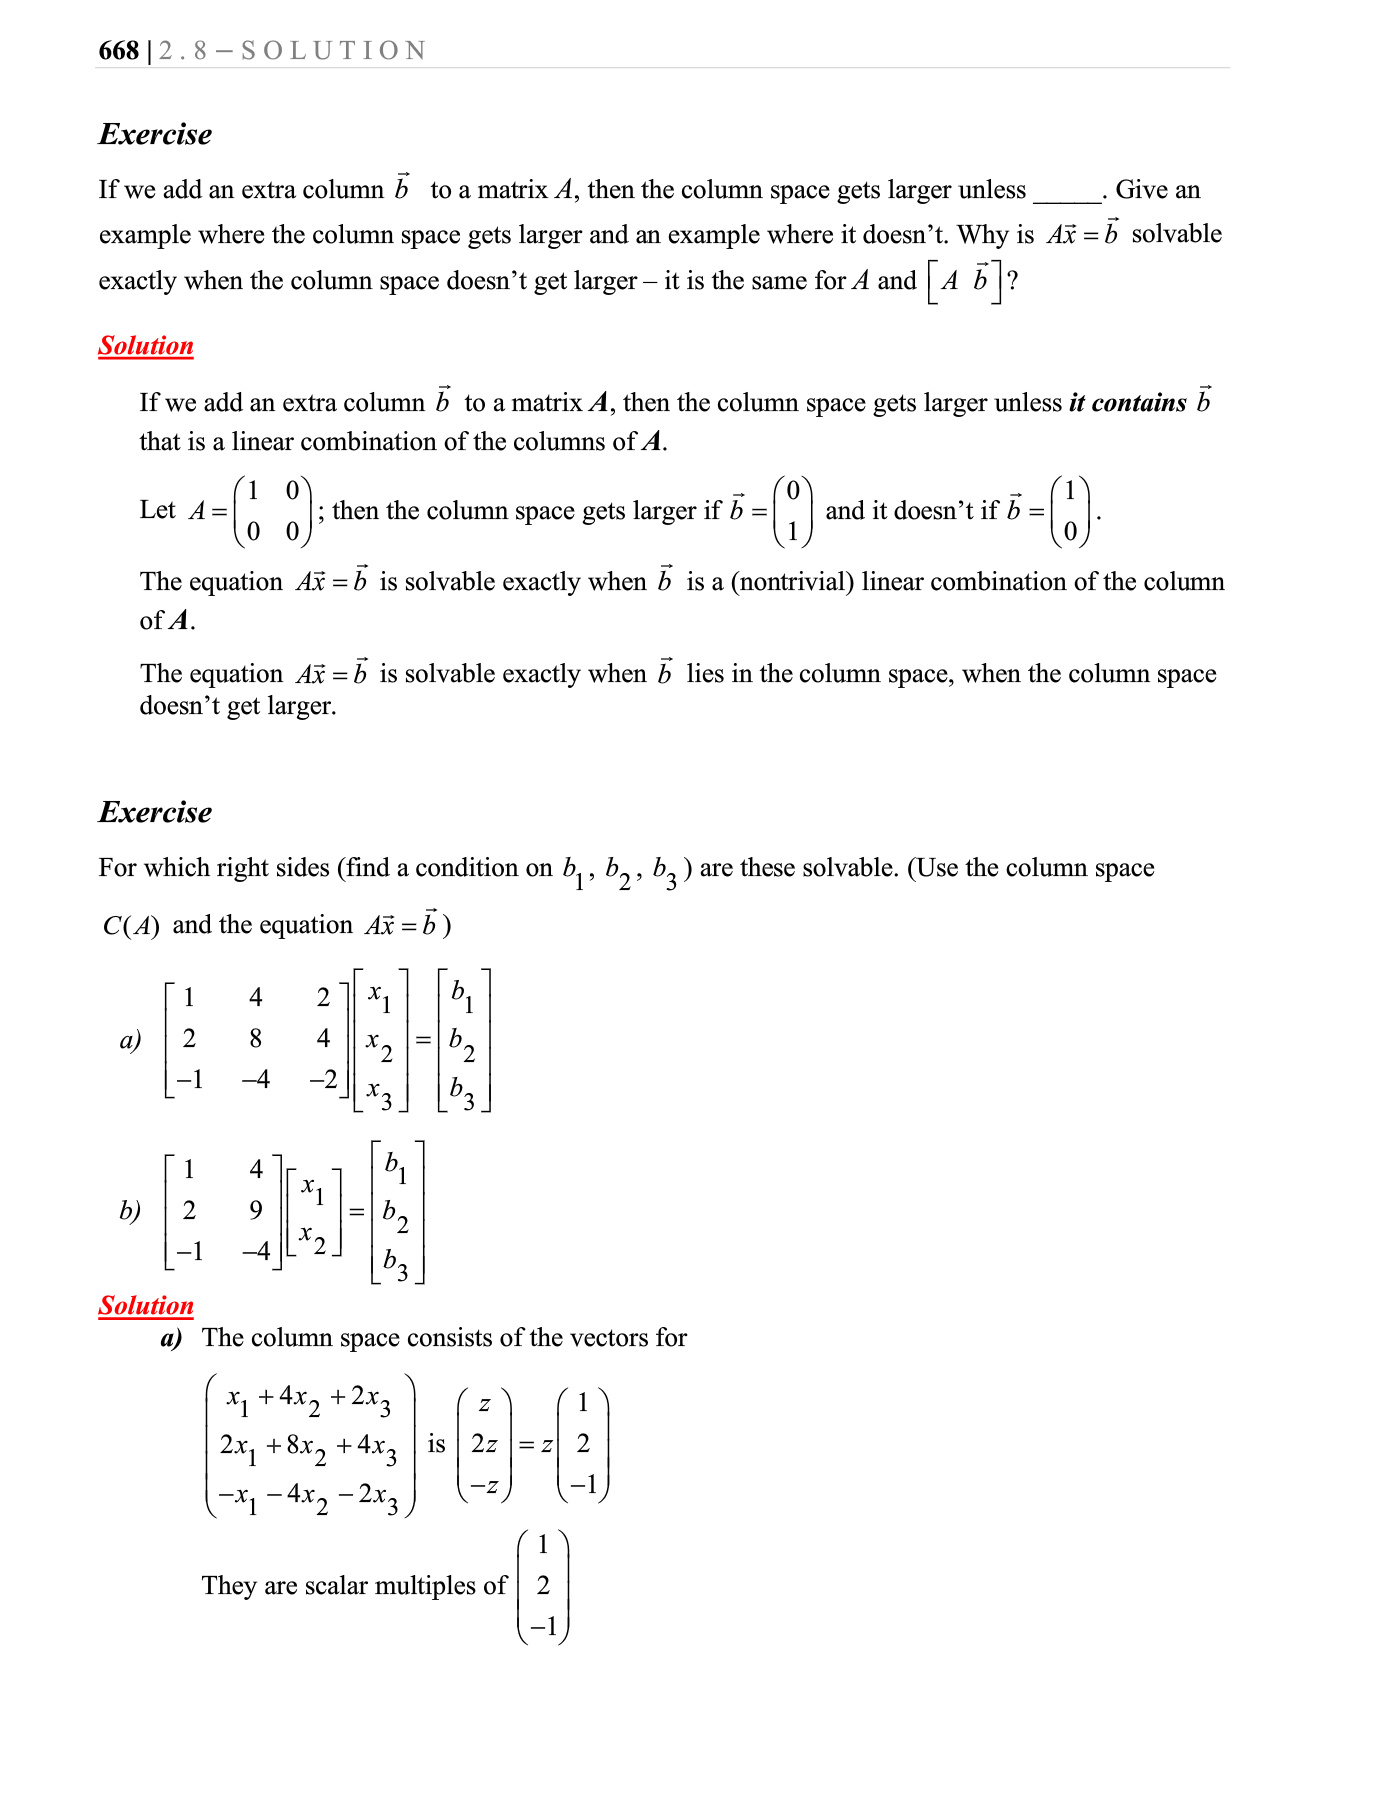 668 | 2 . 8 – S O L U T I O N
Exercise
If we add an extra column $\vec{b}$ to a matrix A, then the column space gets larger unless _____. Give an
example where the column space gets larger and an example where it doesn’t. Why is $A\vec{x} = \vec{b}$ solvable
exactly when the column space doesn’t get larger – it is the same for A and $\left[ A \ \vec{b} \right]$?
Solution
If we add an extra column $\vec{b}$ to a matrix A, then the column space gets larger unless it contains $\vec{b}$
that is a linear combination of the columns of A.
Let $A = \begin{pmatrix} 1 & 0 \\ 0 & 0 \end{pmatrix}$; then the column space gets larger if $\vec{b} = \begin{pmatrix} 0 \\ 1 \end{pmatrix}$ and it doesn’t if $\vec{b} = \begin{pmatrix} 1 \\ 0 \end{pmatrix}$.
The equation $A\vec{x} = \vec{b}$ is solvable exactly when $\vec{b}$ is a (nontrivial) linear combination of the column
of A.
The equation $A\vec{x} = \vec{b}$ is solvable exactly when $\vec{b}$ lies in the column space, when the column space
doesn’t get larger.
Exercise
For which right sides (find a condition on $b_1, b_2, b_3$) are these solvable. (Use the column space
$C(A)$ and the equation $A\vec{x} = \vec{b}$)
a) $\begin{bmatrix} 1 & 4 & 2 \\ 2 & 8 & 4 \\ -1 & -4 & -2 \end{bmatrix} \begin{bmatrix} x_1 \\ x_2 \\ x_3 \end{bmatrix} = \begin{bmatrix} b_1 \\ b_2 \\ b_3 \end{bmatrix}$
b) $\begin{bmatrix} 1 & 4 \\ 2 & 9 \\ -1 & -4 \end{bmatrix} \begin{bmatrix} x_1 \\ x_2 \end{bmatrix} = \begin{bmatrix} b_1 \\ b_2 \\ b_3 \end{bmatrix}$
Solution
a) The column space consists of the vectors for
$\begin{pmatrix} x_1 + 4x_2 + 2x_3 \\ 2x_1 + 8x_2 + 4x_3 \\ -x_1 - 4x_2 - 2x_3 \end{pmatrix}$ is $\begin{pmatrix} z \\ 2z \\ -z \end{pmatrix} = z \begin{pmatrix} 1 \\ 2 \\ -1 \end{pmatrix}$
They are scalar multiples of $\begin{pmatrix} 1 \\ 2 \\ -1 \end{pmatrix}$